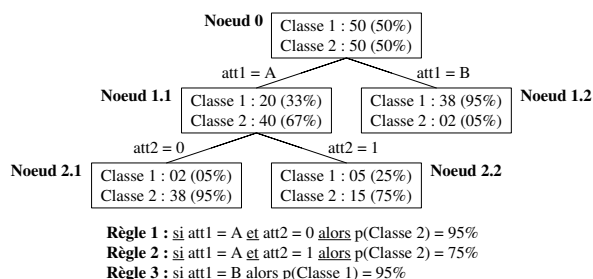 Noeud 0
Classe 1 : 50 (50%)
Classe 2 : 50 (50%)
att1 = A
att1 = B
Noeud 1.1
Classe 1 : 20 (33%)
Classe 2 : 40 (67%)
Classe 1 : 38 (95%)
Classe 2 : 02 (05%)
Noeud 1.2
att2 = 0
att2 = 1
Noeud 2.1
Classe 1 : 02 (05%)
Classe 2 : 38 (95%)
Classe 1 : 05 (25%)
Classe 2 : 15 (75%)
Noeud 2.2
Règle 1 : si att1 = A et att2 = 0 alors p(Classe 2) = 95%
Règle 2 : si att1 = A et att2 = 1 alors p(Classe 2) = 75%
Règle 3 : si att1 = B alors p(Classe 1) = 95%